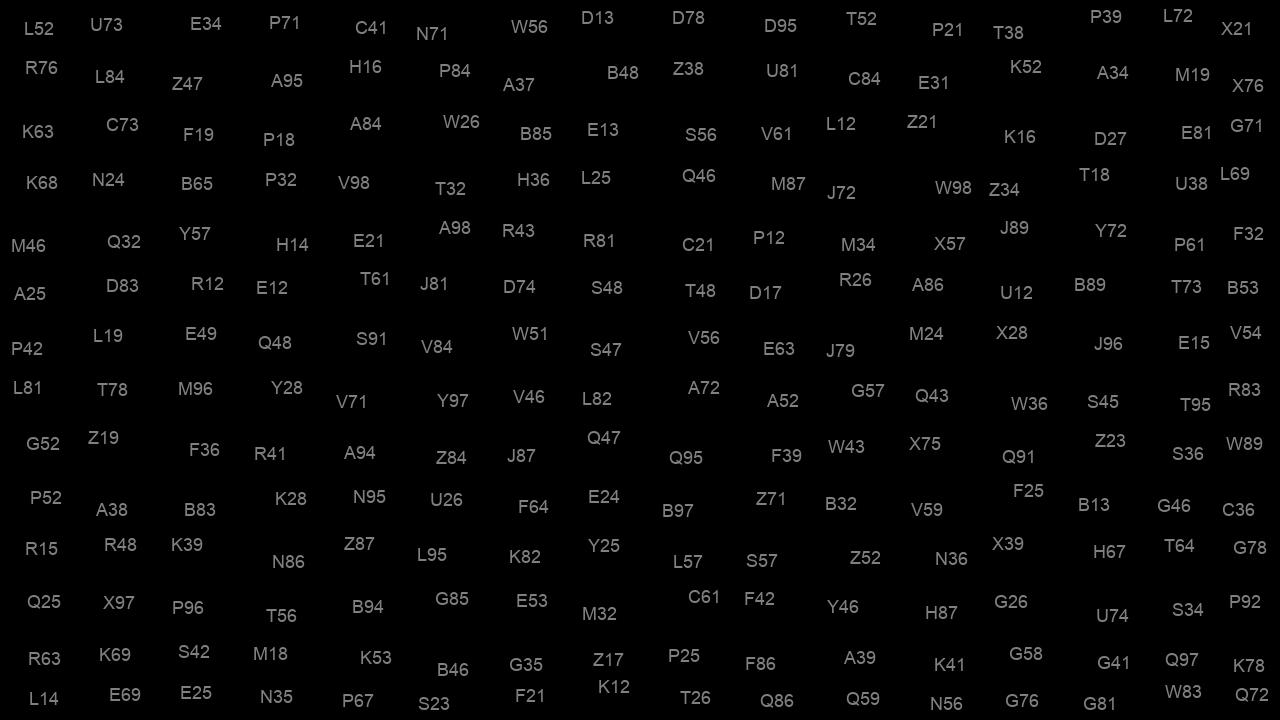 L52 U73 E34 P71 C41 N71 W56 D13 D78 D95 T52 P21 T38 P39 L72 X21
R76 L84 Z47 A95 H16 P84 A37 B48 Z38 U81 C84 E31 K52 A34 M19 X76
K63 C73 F19 P18 A84 W26 B85 E13 S56 V61 L12 Z21 K16 D27 E81 G71
K68 N24 B65 P32 V98 T32 H36 L25 Q46 M87 J72 W98 Z34 T18 U38 L69
M46 Q32 Y57 H14 E21 A98 R43 R81 C21 P12 M34 X57 J89 Y72 P61 F32
A25 D83 R12 E12 T61 J81 D74 S48 T48 D17 R26 A86 U12 B89 T73 B53
P42 L19 E49 Q48 S91 V84 W51 S47 V56 E63 J79 M24 X28 J96 E15 V54
L81 T78 M96 Y28 V71 Y97 V46 L82 A72 A52 G57 Q43 W36 S45 T95 R83
G52 Z19 F36 R41 A94 Z84 J87 Q47 Q95 F39 W43 X75 Q91 Z23 S36 W89
P52 A38 B83 K28 N95 U26 F64 E24 B97 Z71 B32 V59 F25 B13 G46 C36
R15 R48 K39 N86 Z87 L95 K82 Y25 L57 S57 Z52 N36 X39 H67 T64 G78
Q25 X97 P96 T56 B94 G85 E53 M32 C61 F42 Y46 H87 G26 U74 S34 P92
R63 K69 S42 M18 K53 B46 G35 Z17 P25 F86 A39 K41 G58 G41 Q97 K78
L14 E69 E25 N35 P67 S23 F21 K12 T26 Q86 Q59 N56 G76 G81 W83 Q72